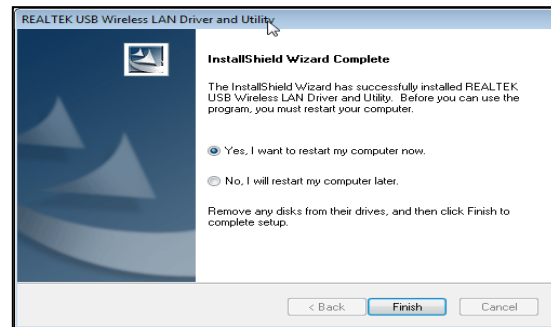 REALTEK USB Wireless LAN Driver and Utility
InstallShield Wizard Complete
The InstallShield Wizard has successfully installed REALTEK
USB Wireless LAN Driver and Utility. Before you can use the
program, you must restart your computer.
Yes, I want to restart my computer now.
No, I will restart my computer later.
Remove any disks from their drives, and then click Finish to
complete setup.
< Back
Finish
Cancel